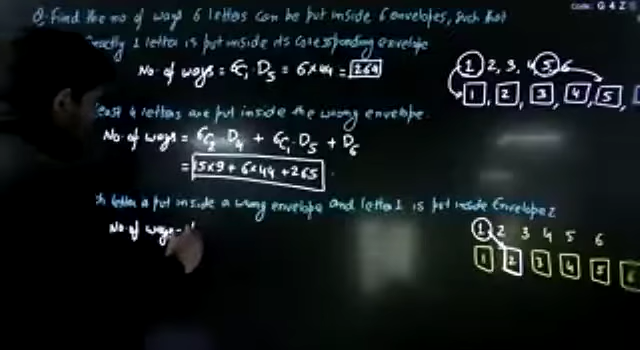 Q. Find the no of ways 6 letters can be put inside 6 envelopes, such that
Exactly 1 letter is put inside its corresponding envelope
No. of ways = 6C₁ · D₅ = 6×44 = 264
1 2, 3, 4 5 6
1, 2, 3, 4, 5,
least 4 letters are put inside the wrong envelope.
No. of ways = 6C₂ · D₄ + 6C₁ · D₅ + D₆
= 15×9 + 6×44 + 265
letter is put inside a wrong envelope and letter 1 is put inside Envelope 2
No. of ways =
1 2 3 4 5 6
1 2 3 4 5 6